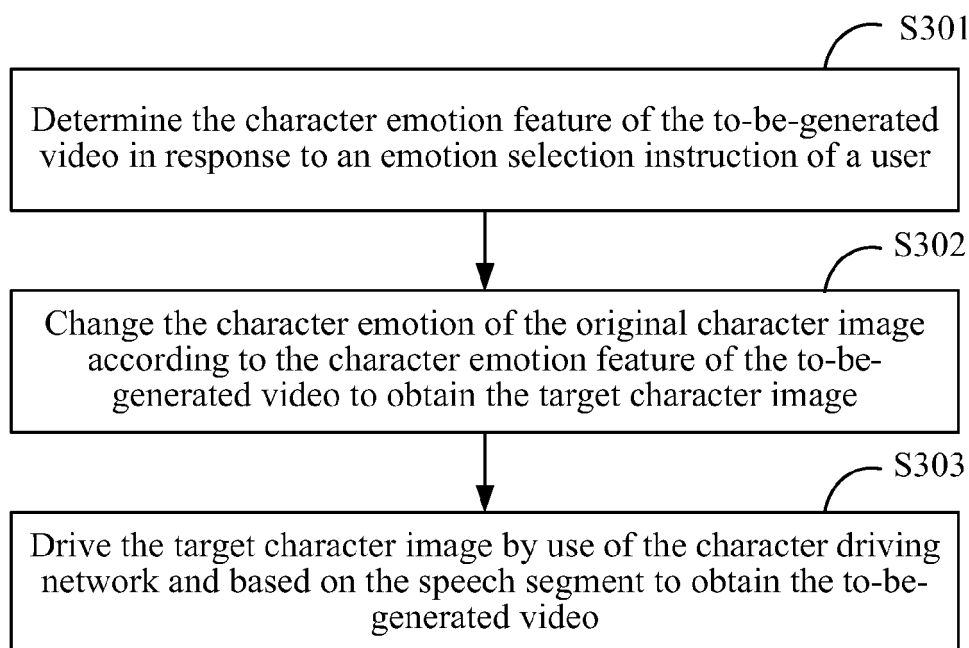 S301
Determine the character emotion feature of the to-be-generated
video in response to an emotion selection instruction of a user
S302
Change the character emotion of the original character image
according to the character emotion feature of the to-be-
generated video to obtain the target character image
S303
Drive the target character image by use of the character driving
network and based on the speech segment to obtain the to-be-
generated video